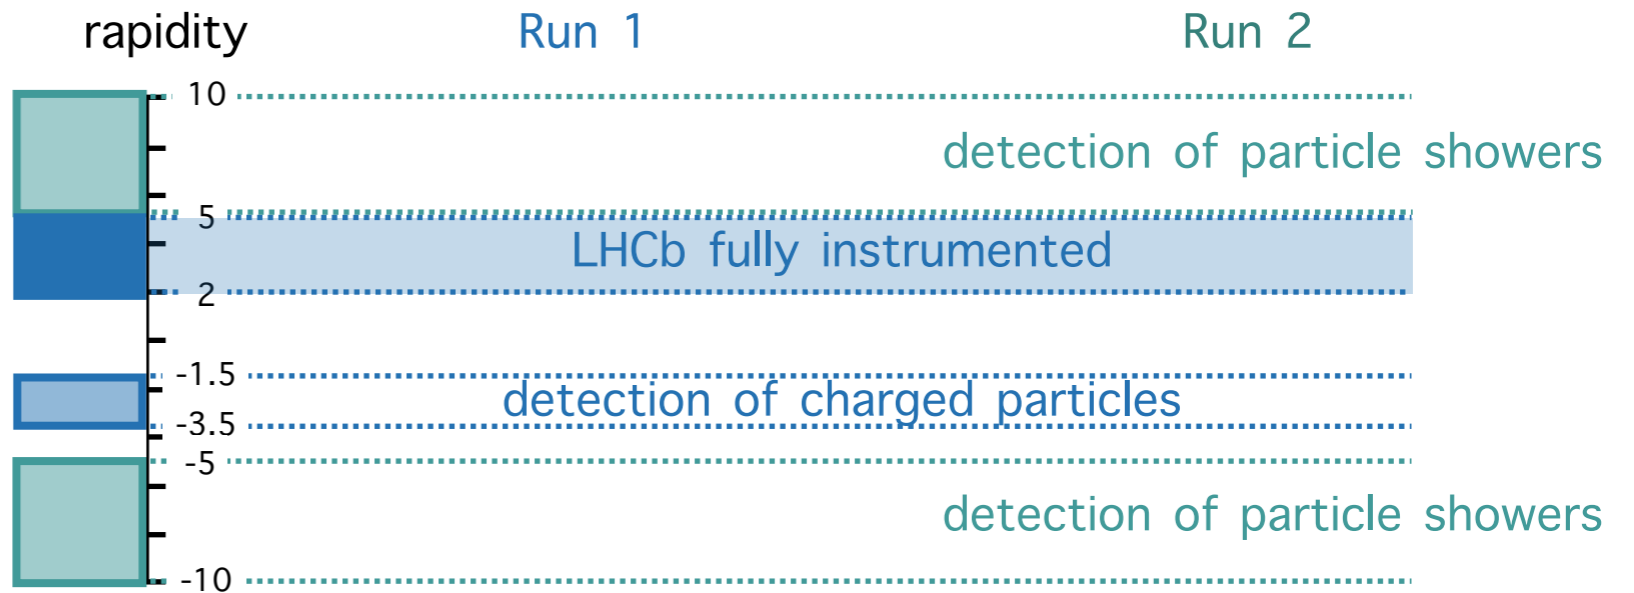 rapidity Run 1 Run 2
10
detection of particle showers
5
LHCb fully instrumented
2
-1.5
detection of charged particles
-3.5
-5
detection of particle showers
-10